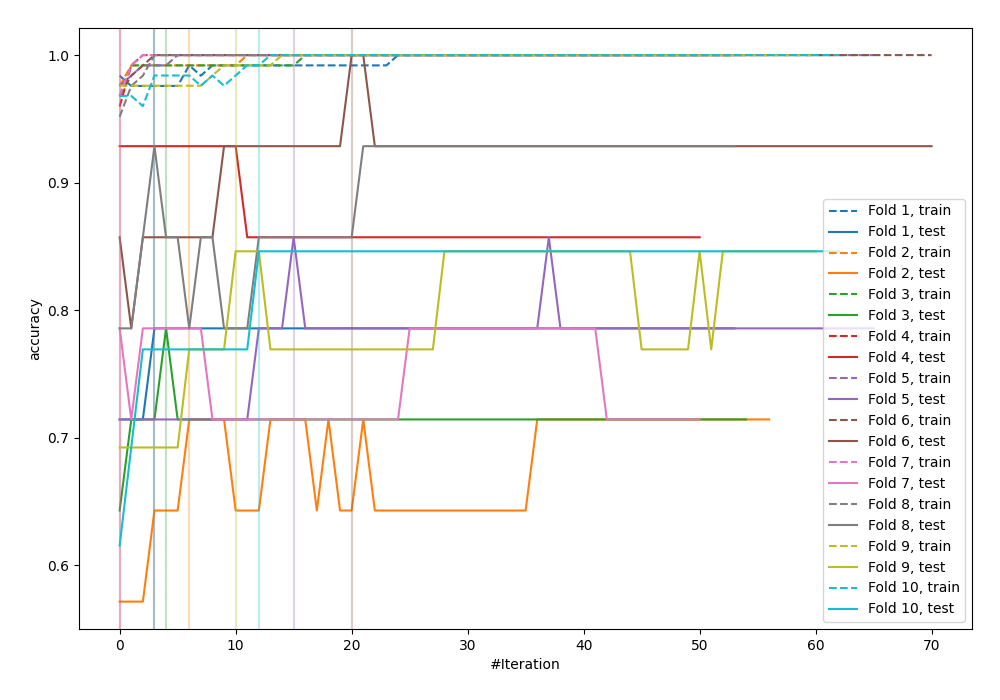 1.0
0.9
0.8
0.7
0.6
accuracy
0
10
20
30
40
50
60
70
#Iteration
Fold 1, train
Fold 1, test
Fold 2, train
Fold 2, test
Fold 3, train
Fold 3, test
Fold 4, train
Fold 4, test
Fold 5, train
Fold 5, test
Fold 6, train
Fold 6, test
Fold 7, train
Fold 7, test
Fold 8, train
Fold 8, test
Fold 9, train
Fold 9, test
Fold 10, train
Fold 10, test